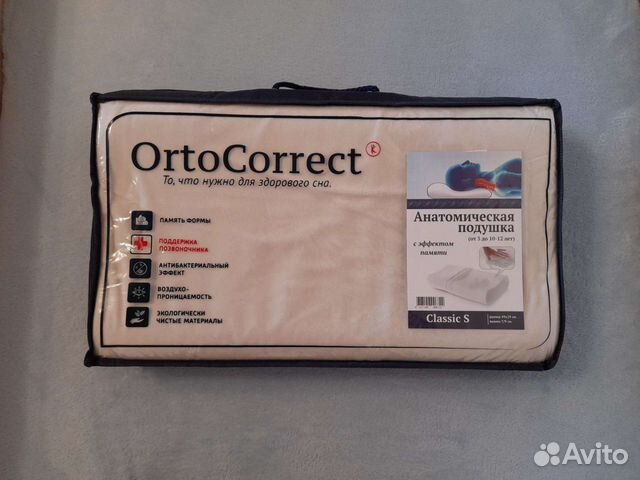 OrtoCorrect
То, что нужно для здорового сна.
ПАМЯТЬ ФОРМЫ
ПОДДЕРЖКА
ПОЗВОНОЧНИКА
АНТИБАКТЕРИАЛЬНЫЙ
ЭФФЕКТ
ВОЗДУХО-
ПРОНИЦАЕМОСТЬ
ЭКОЛОГИЧЕСКИ
ЧИСТЫЕ МАТЕРИАЛЫ
Анатомическая
подушка
(от 3 до 10-12 лет)
с эффектом
памяти
Classic S
Avito